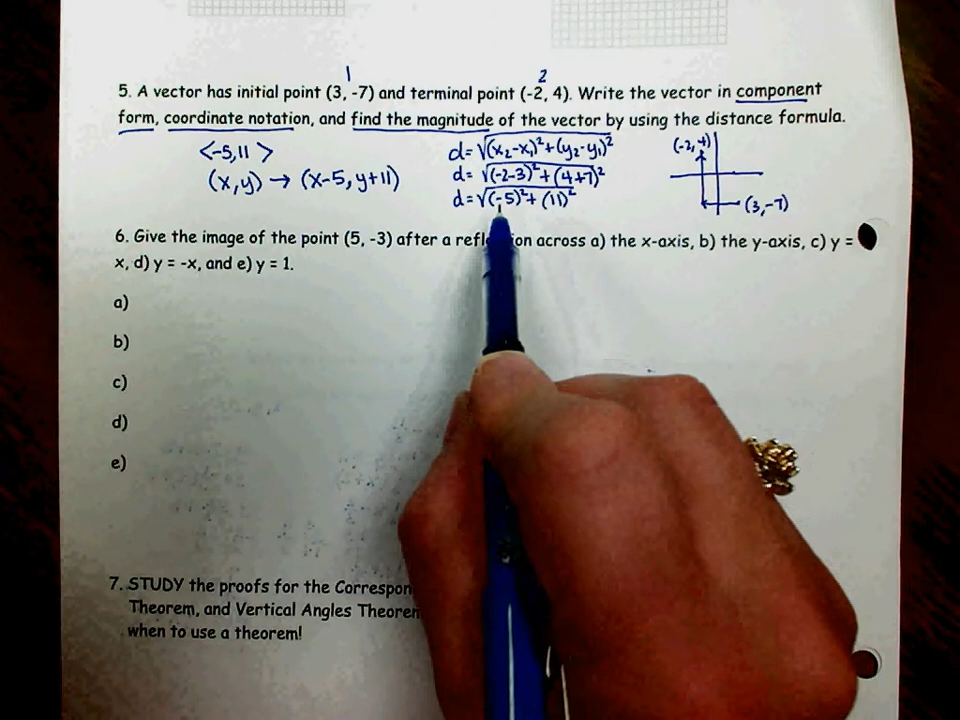 1 2
5. A vector has initial point (3, -7) and terminal point (-2, 4). Write the vector in component
form, coordinate notation, and find the magnitude of the vector by using the distance formula.
<-5,11>
(x,y) → (x-5, y+11)
d= √(x₂-x₁)²+(y₂-y₁)²
d= √(-2-3)²+(4+7)²
d= √(-5)²+(11)²
(-2,4)
(3,-7)
6. Give the image of the point (5, -3) after a across a) the x-axis, b) the y-axis, c) y =
x, d) y = -x, and e) y = 1.
a)
b)
c)
d)
e)
7. STUDY the proofs for the
Theorem, and Vertical Angles
when to use a theorem!